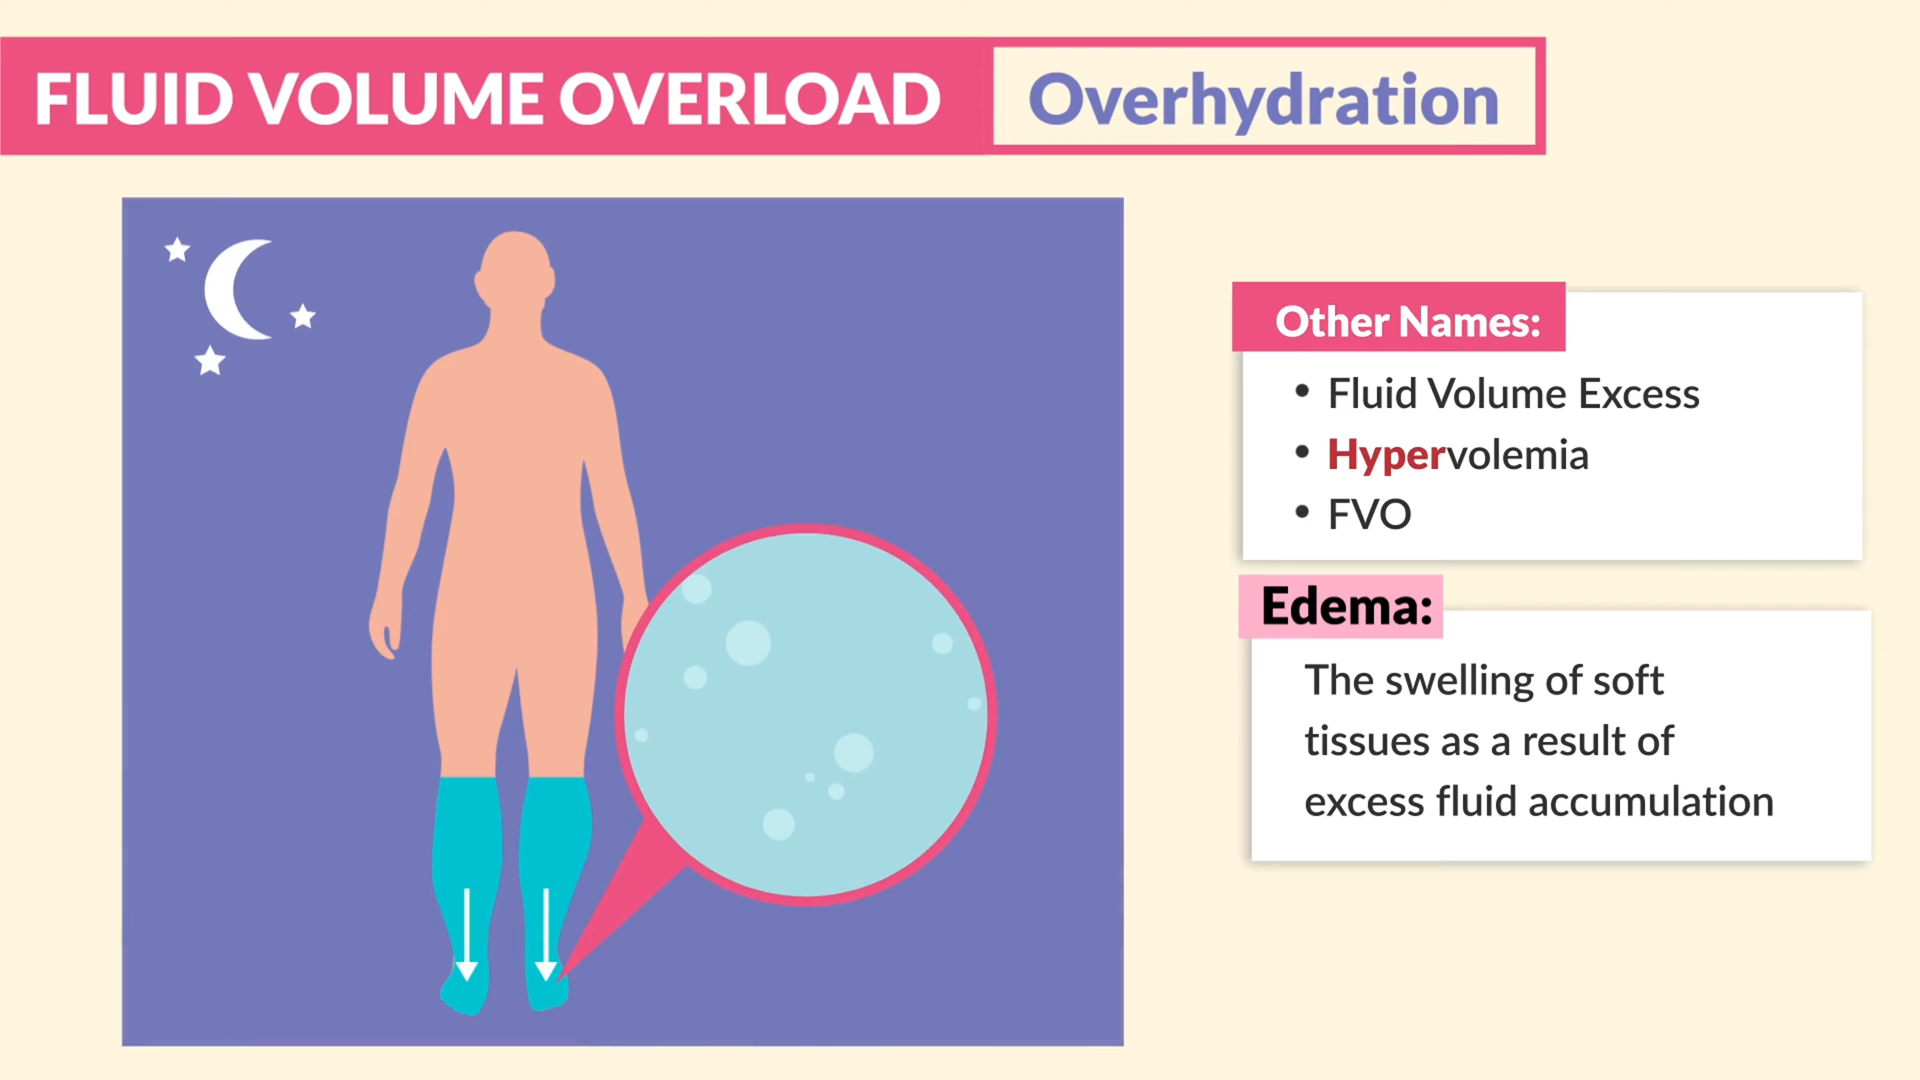 FLUID VOLUME OVERLOAD Overhydration
Other Names:
• Fluid Volume Excess
• Hypervolemia
• FVO
Edema:
The swelling of soft
tissues as a result of
excess fluid accumulation